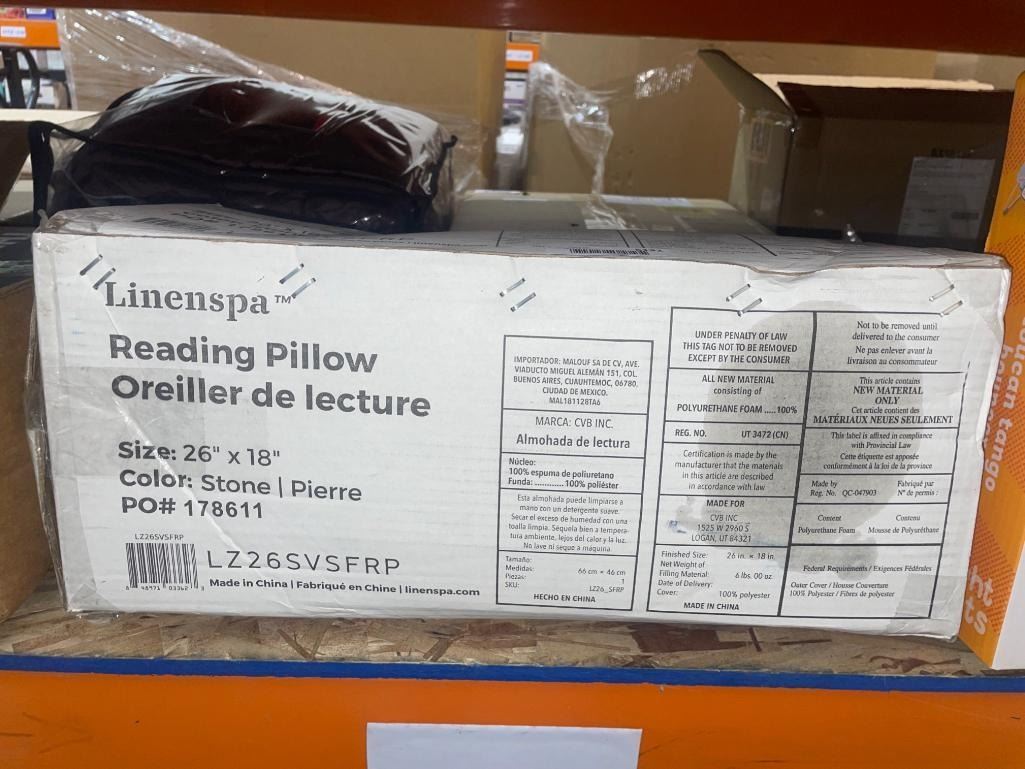 Linenspa™
Reading Pillow
Oreiller de lecture
Size: 26" x 18"
Color: Stone | Pierre
PO# 178611
LZ26SVSFRP
LZ26SVSFRP
Made in China | Fabriqué en Chine | linenspa.com
IMPORTADOR: MALOUF SA DE CV, AVE.
VIADUCTO MIGUEL ALEMÁN 151, COL.
BUENOS AIRES, CUAUHTEMOC, 06780.
CIUDAD DE MEXICO.
MAL181128TA6
MARCA: CVB INC.
Almohada de lectura
Núcleo:
100% espuma de poliuretano
Funda: ............ 100% poliéster
Esta almohada puede limpiarse a
mano con un detergente suave.
Secar el exceso de humedad con una
toalla limpia. Séquela bien a tempera-
tura ambiente, lejos del calor y la luz.
No lave ni seque a máquina.
Tamaño:
Medidas: 66 cm × 46 cm
Piezas: 1
SKU: LZ26_SFRP
HECHO EN CHINA
UNDER PENALTY OF LAW
THIS TAG NOT TO BE REMOVED
EXCEPT BY THE CONSUMER
ALL NEW MATERIAL
consisting of
POLYURETHANE FOAM .....100%
REG. NO. UT 3472 (CN)
Certification is made by the
manufacturer that the materials
in this article are described
in accordance with law
MADE FOR
CVB INC
1525 W 2960 S
LOGAN, UT 84321
Finished Size: 26 in. × 18 in.
Net Weight of
Filling Material: 6 lbs. 00 oz.
Date of Delivery:
Cover: 100% polyester
MADE IN CHINA
Not to be removed until
delivered to the consumer
Ne pas enlever avant la
livraison au consommateur
This article contains
NEW MATERIAL
ONLY
Cet article contient des
MATÉRIAUX NEUFS SEULEMENT
This label is affixed in compliance
with Provincial Law
Cette étiquette est apposée
conformément à la loi de la province
Made by Fabriqué par
Reg. No. QC-047903 Nº de permis :
Content Contenu
Polyurethane Foam Mousse de Polyuréthane
Federal Requirements / Exigences Fédérales
Outer Cover / Housse Couverture
100% Polyester / Fibres de polyester
tango